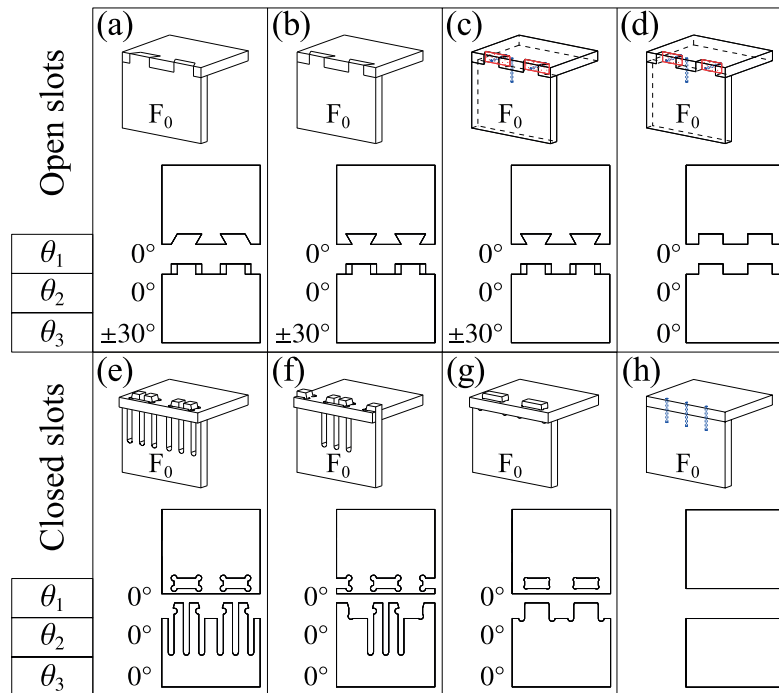 Open slots
(a)
(b)
(c)
(d)
F0
F0
F0
F0
θ1
0°
0°
0°
0°
θ2
0°
0°
0°
0°
θ3
±30°
±30°
±30°
0°
Closed slots
(e)
(f)
(g)
(h)
F0
F0
F0
F0
θ1
0°
0°
0°
θ2
0°
0°
0°
θ3
0°
0°
0°